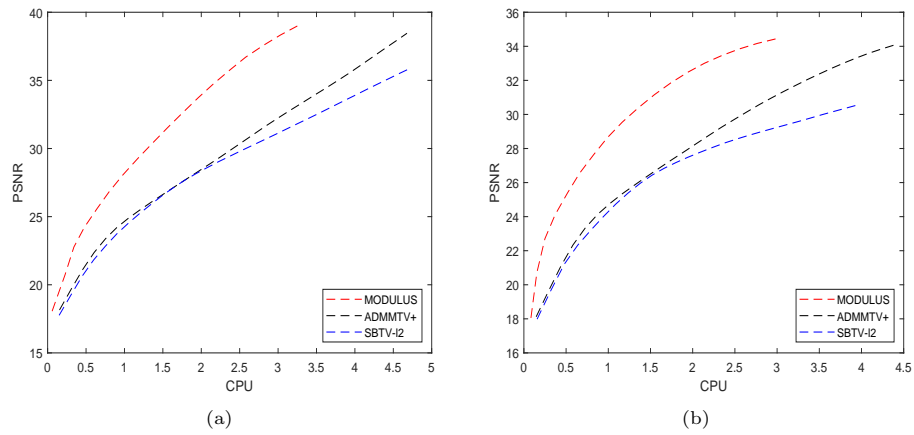 40
35
30
25
20
15
PSNR
0 0.5 1 1.5 2 2.5 3 3.5 4 4.5 5
CPU
MODULUS
ADMMTV+
SBTV-l2
(a)
36
34
32
30
28
26
24
22
20
18
16
PSNR
0 0.5 1 1.5 2 2.5 3 3.5 4 4.5
CPU
MODULUS
ADMMTV+
SBTV-l2
(b)